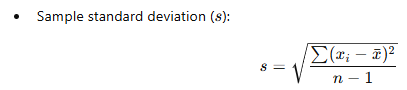 • Sample standard deviation (s):
s = √(∑(xᵢ − x̄)² / (n − 1))